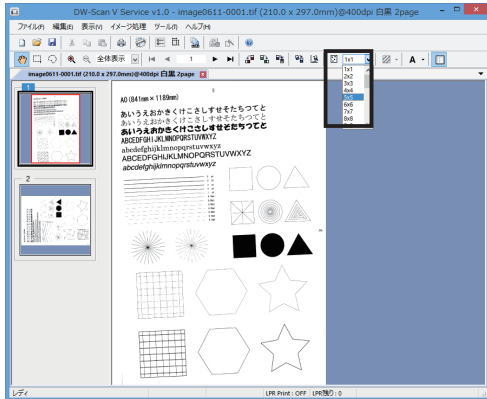 DW-Scan V Service v1.0 - image0611-0001.tif (210.0 x 297.0mm)@400dpi 白黒 2page
ファイル(F) 編集(E) 表示(V) イメージ処理 ツール(T) ヘルプ(H)
全体表示 1 1x1 A
image0611-0001.tif (210.0 x 297.0mm)@400dpi 白黒 2page
1x1
2x2
3x3
4x4
5x5
6x6
7x7
8x8
1
2
A0 (841mm×1189mm)
あいうえおかきくけこさしすせそたちつてと
あいうえおかきくけこさしすせそたちつてと
あいうえおかきくけこさしすせそたちつてと
ABCDEFGHIJKLMNOPQRSTUVWXYZ
abcdefghijklmnopqrstuvwxyz
ABCEFGHIJKLMNOPQRSTUVWXYZ
abcdefghijklmnopqrstuvwxyz
レディ LPR Print : OFF LPR残り : 0